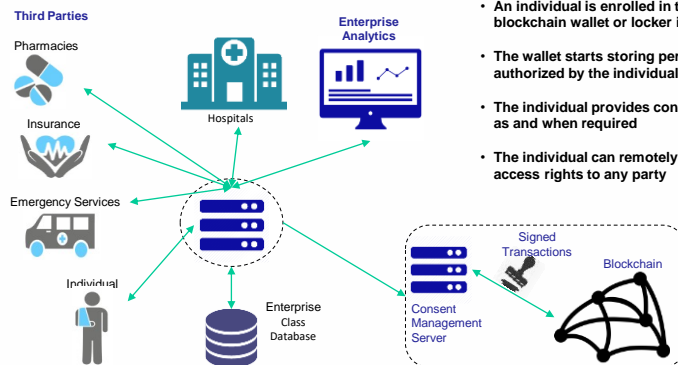 Third Parties
Pharmacies
Insurance
Emergency Services
Individual
Hospitals
Enterprise
Analytics
Enterprise
Class
Database
• An individual is enrolled in
blockchain wallet or locker
• The wallet starts storing
authorized by the individual
• The individual provides
as and when required
• The individual can remotely
access rights to any party
Signed
Transactions
Blockchain
Consent
Management
Server